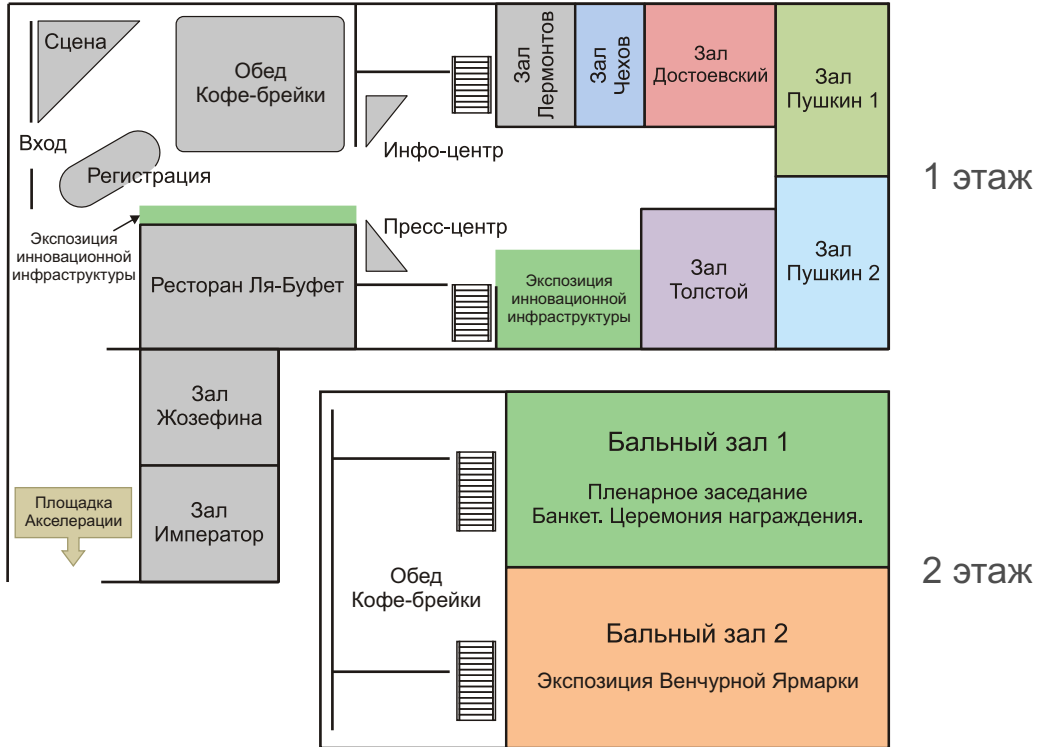 Сцена
Обед
Кофе-брейки
Вход
Регистрация
Экспозиция
инновационной
инфраструктуры
Ресторан Ля-Буфет
Инфо-центр
Пресс-центр
Зал
Лермонтов
Зал
Чехов
Зал
Достоевский
Зал
Пушкин 1
1 этаж
Экспозиция
инновационной
инфраструктуры
Зал
Толстой
Зал
Пушкин 2
Зал
Жозефина
Зал
Император
Площадка
Акселерации
Бальный зал 1
Пленарное заседание
Банкет. Церемония награждения.
2 этаж
Обед
Кофе-брейки
Бальный зал 2
Экспозиция Венчурной Ярмарки